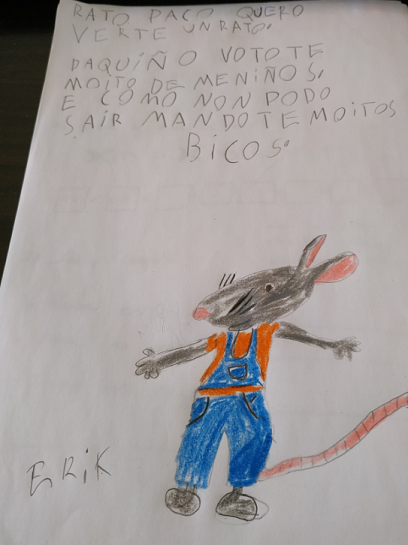 RATO PACO QUERO
VERTE UN RATO,
DAQUIÑO VOTOTE
MOITO DE MENIÑOS,
E COMO NON PODO
SAIR MANDOTE MOITOS
BICOS.
ERIK